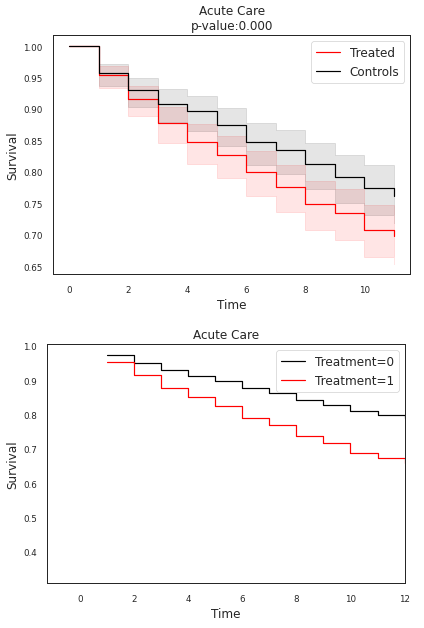 Acute Care
p-value:0.000
Treated
Controls
1.00
0.95
0.90
0.85
0.80
0.75
0.70
0.65
Survival
0 2 4 6 8 10
Time
Acute Care
Treatment=0
Treatment=1
1.0
0.9
0.8
0.7
0.6
0.5
0.4
Survival
0 2 4 6 8 10 12
Time